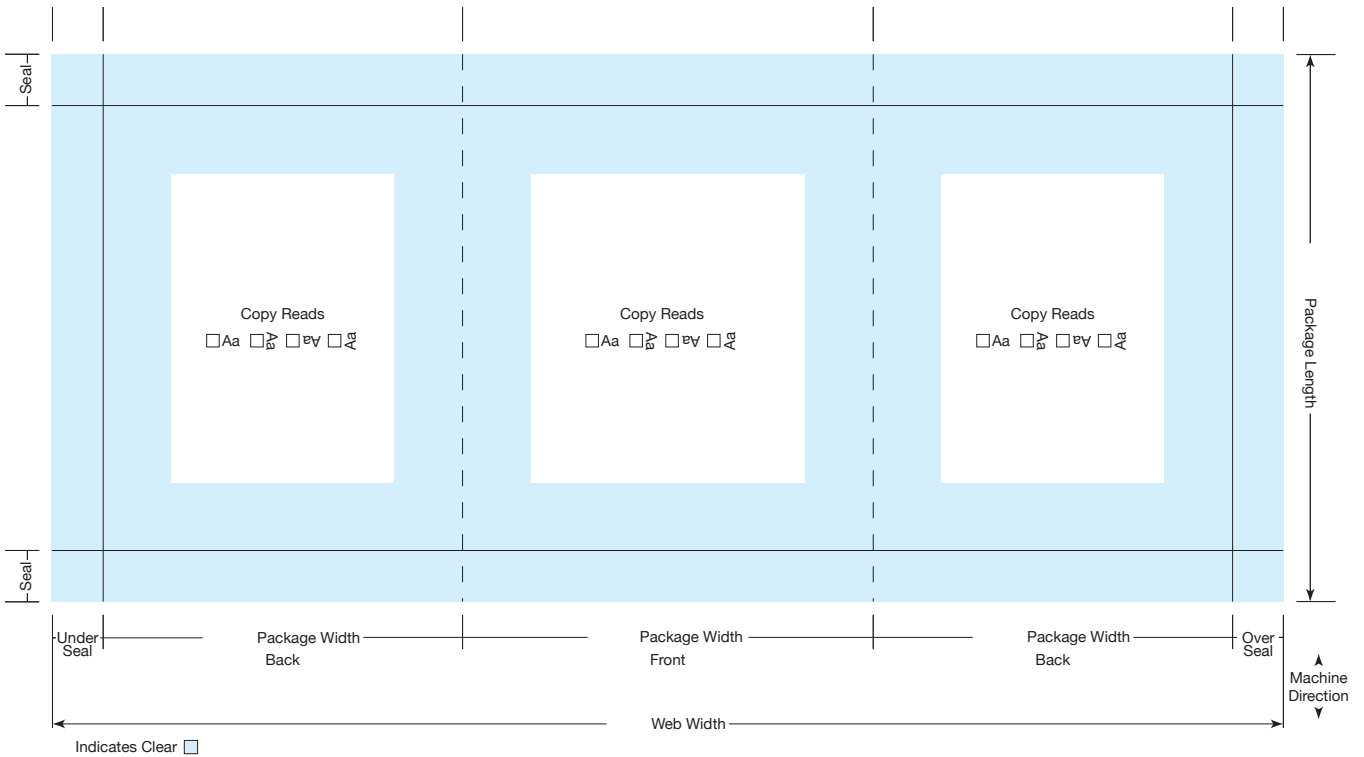 Seal
Copy Reads
Aa Aa Aa Aa
Copy Reads
Aa Aa Aa Aa
Copy Reads
Aa Aa Aa Aa
Package Length
Seal
Under
Seal
Package Width
Back
Package Width
Front
Package Width
Back
Over
Seal
Machine
Direction
Web Width
Indicates Clear